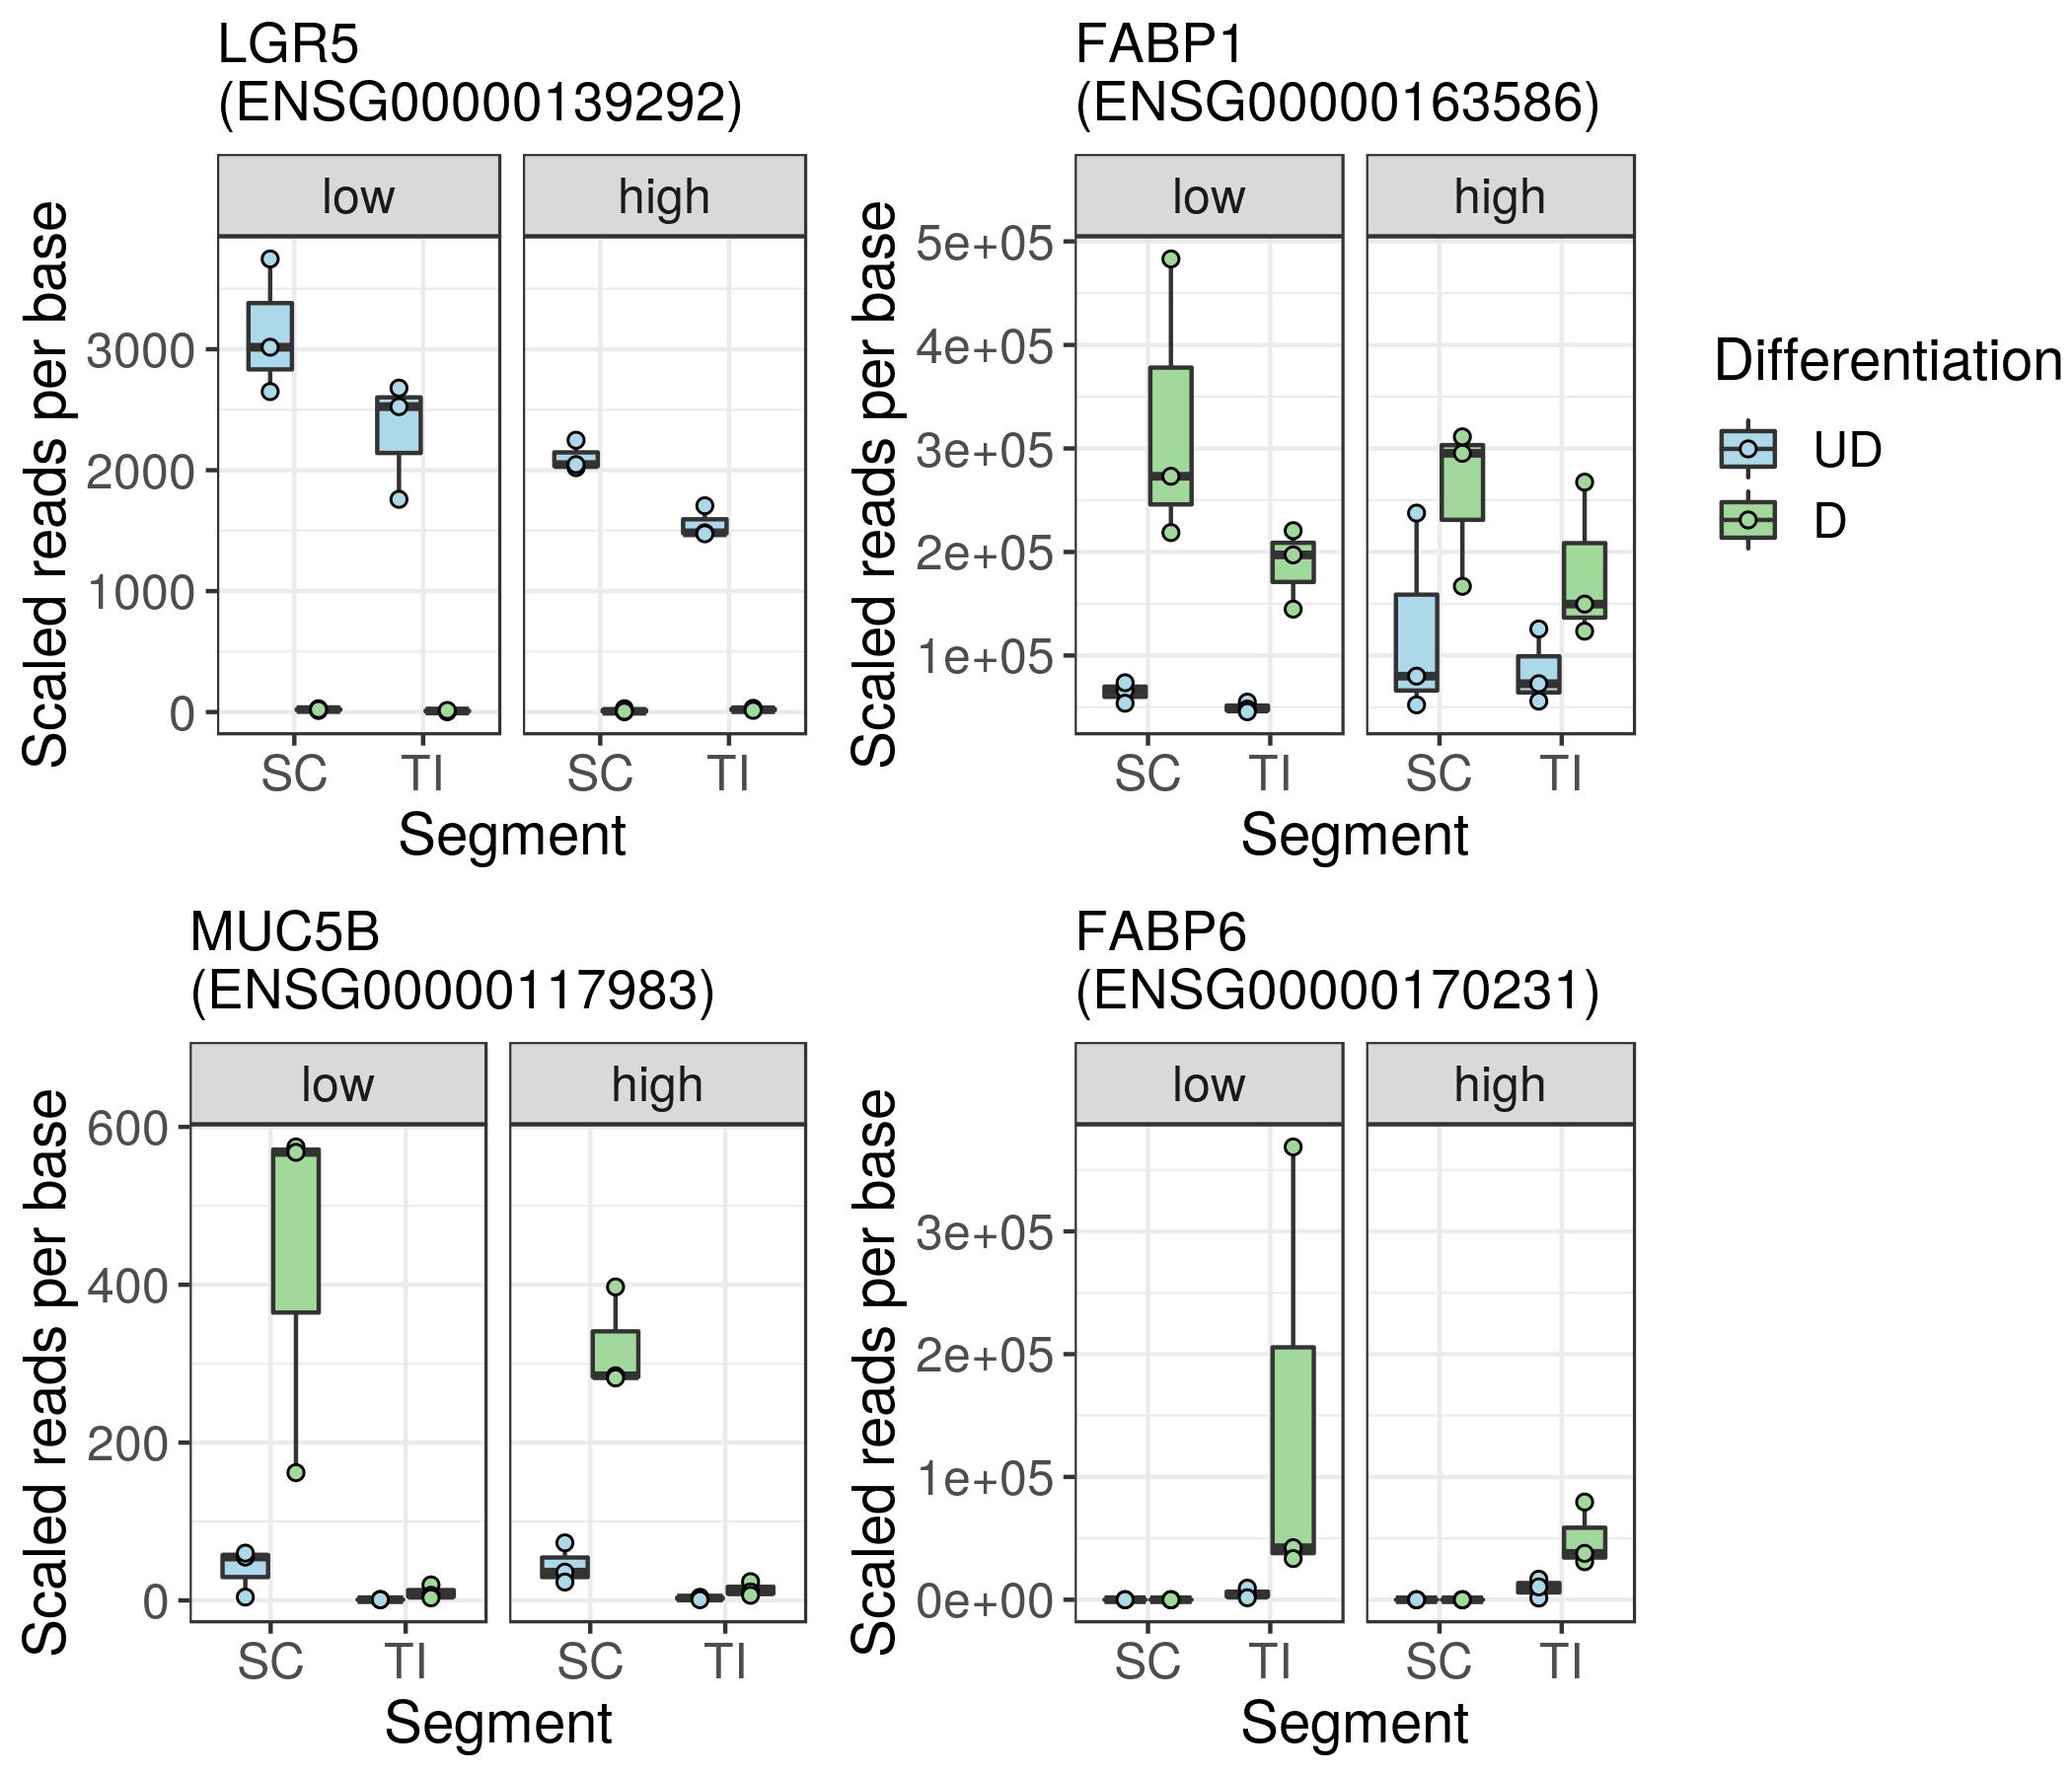 LGR5
(ENSG00000139292)
low
high
Scaled reads per base
3000
2000
1000
0
SC
TI
SC
TI
Segment
FABP1
(ENSG00000163586)
low
high
Scaled reads per base
5e+05
4e+05
3e+05
2e+05
1e+05
SC
TI
SC
TI
Segment
Differentiation
UD
D
MUC5B
(ENSG00000117983)
low
high
Scaled reads per base
600
400
200
0
SC
TI
SC
TI
Segment
FABP6
(ENSG00000170231)
low
high
Scaled reads per base
3e+05
2e+05
1e+05
0e+00
SC
TI
SC
TI
Segment